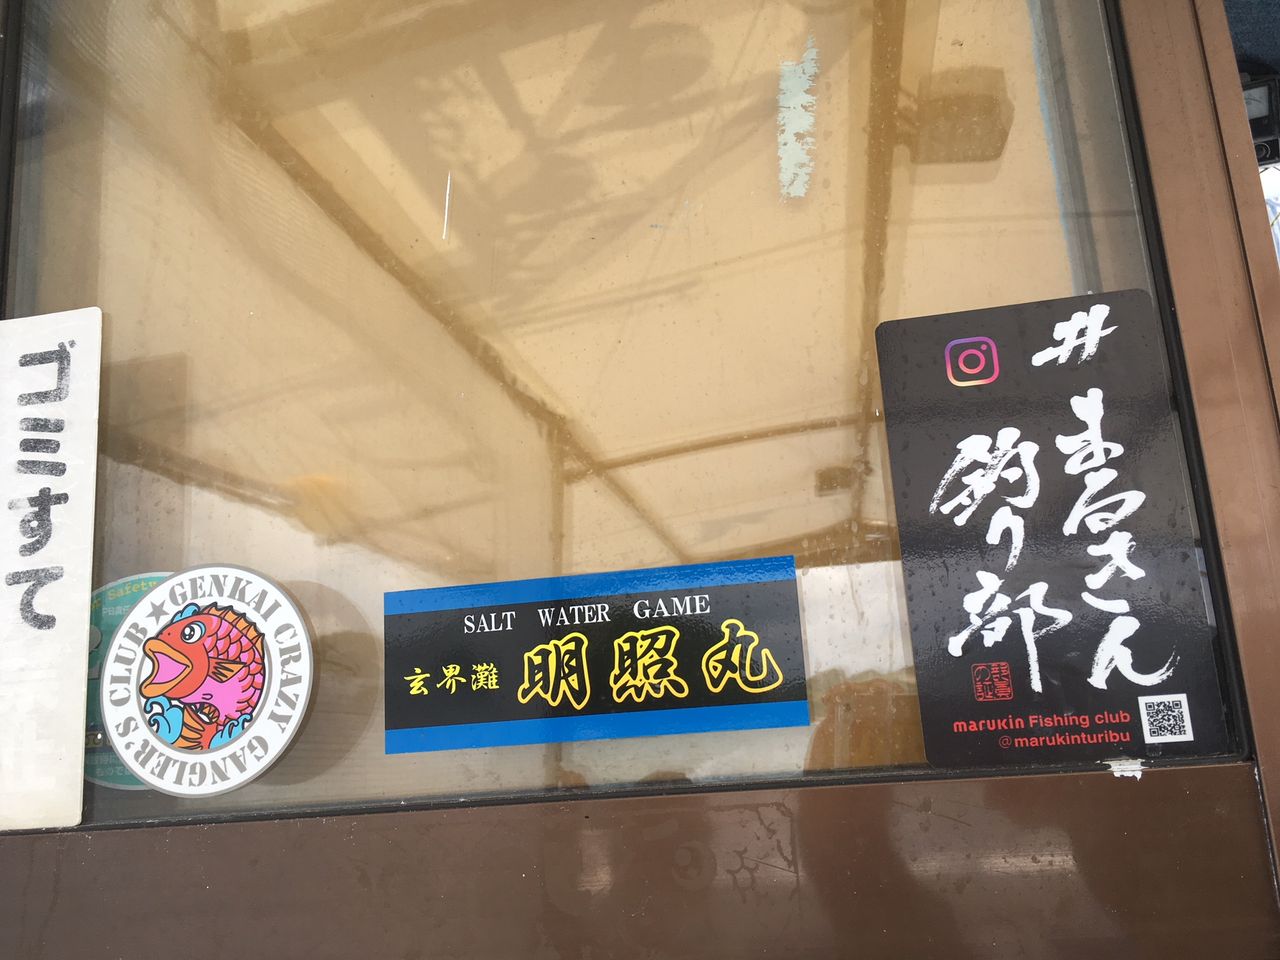 ゴミすて
Safety
GENKAI CRAZY GANGLER'S CLUB★
SALT WATER GAME
玄界灘 明照丸
#まるきん
釣り部
marukin Fishing club
@marukinturibu